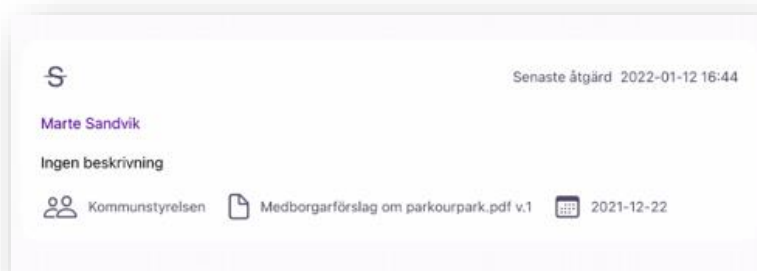 Senaste åtgärd 2022-01-12 16:44
Marte Sandvik
Ingen beskrivning
Kommunstyrelsen Medborgarförslag om parkourpark.pdf v.1 2021-12-22